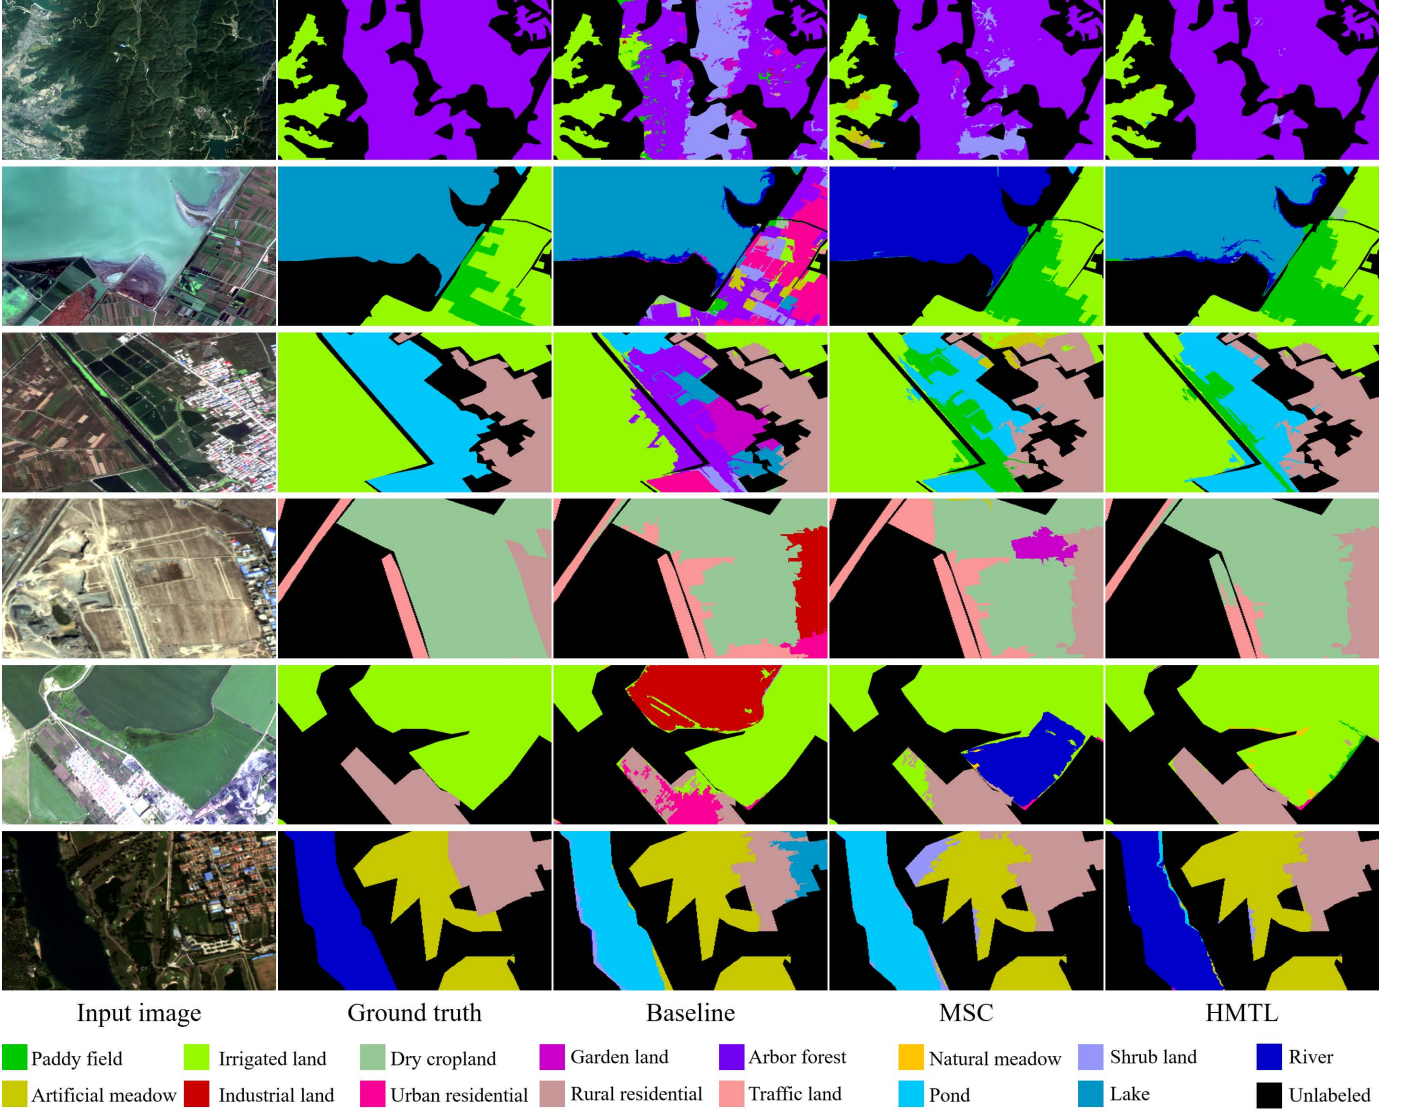 Input image Ground truth Baseline MSC HMTL
Paddy field Irrigated land Dry cropland Garden land Arbor forest Natural meadow Shrub land River
Artificial meadow Industrial land Urban residential Rural residential Traffic land Pond Lake Unlabeled